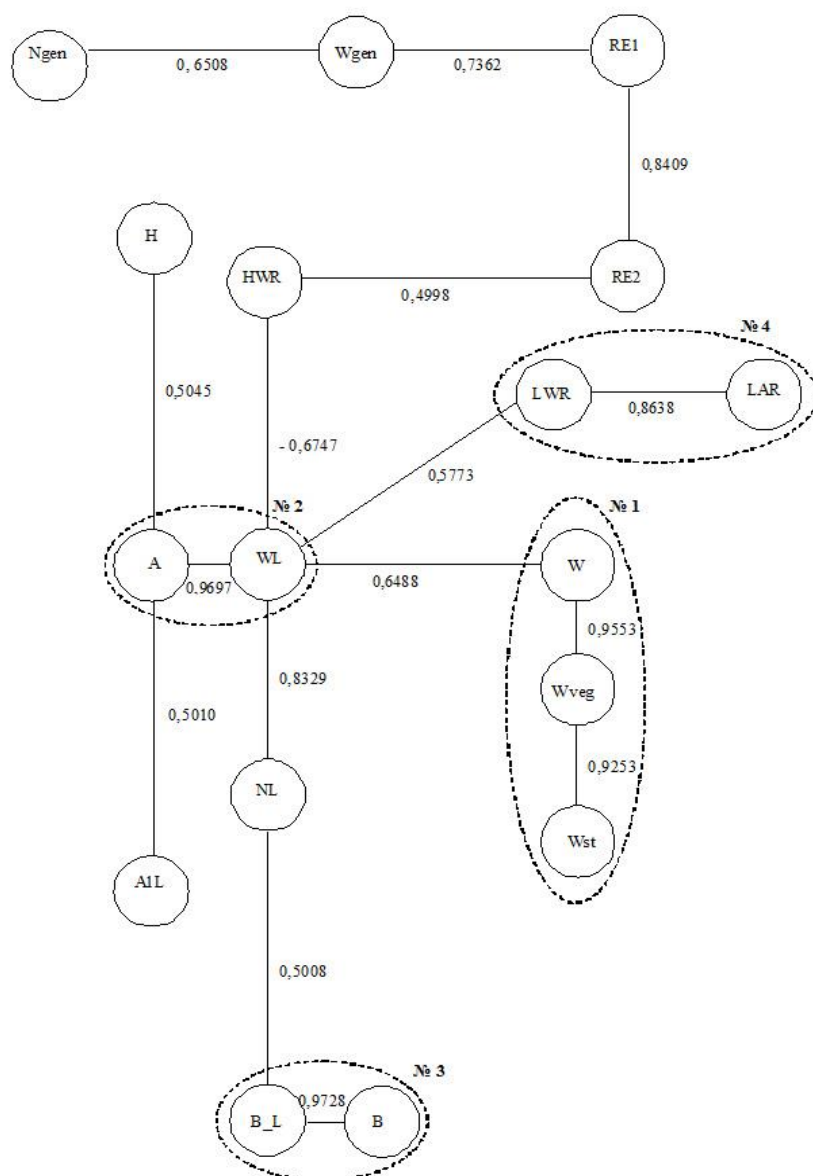 Ngen
Wgen
RE1
0, 6508
0,7362
0,8409
H
HWR
RE2
0,4998
№ 4
LWR
LAR
0,8638
0,5045
- 0,6747
0,5773
№ 2
№ 1
A
WL
W
0,9697
0,6488
0,9553
Wveg
0,8329
0,5010
0,9253
NL
Wst
A1L
0,5008
№ 3
0,9728
B_L
B